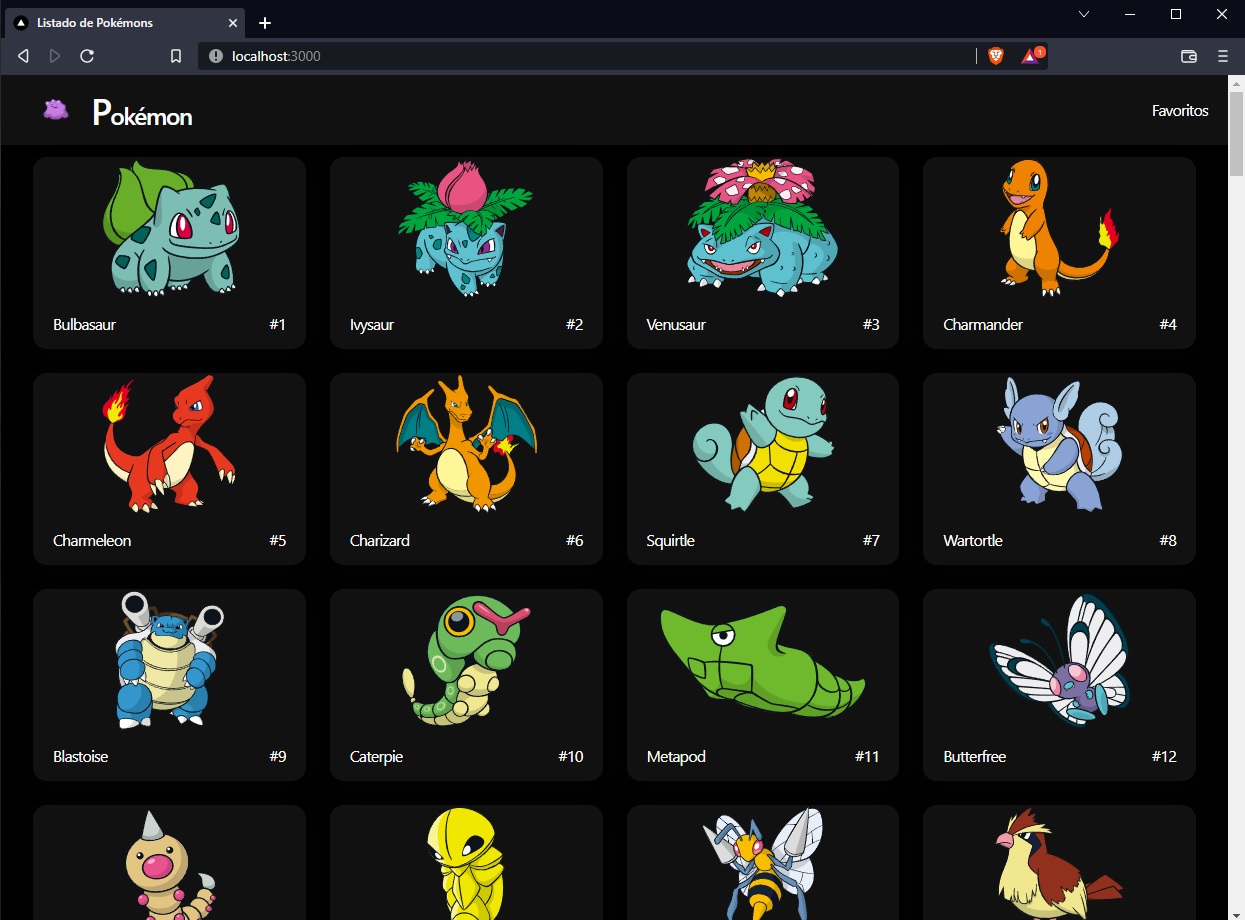 Listado de Pokémons
localhost:3000
1
Pokémon
Favoritos
Bulbasaur #1
Ivysaur #2
Venusaur #3
Charmander #4
Charmeleon #5
Charizard #6
Squirtle #7
Wartortle #8
Blastoise #9
Caterpie #10
Metapod #11
Butterfree #12